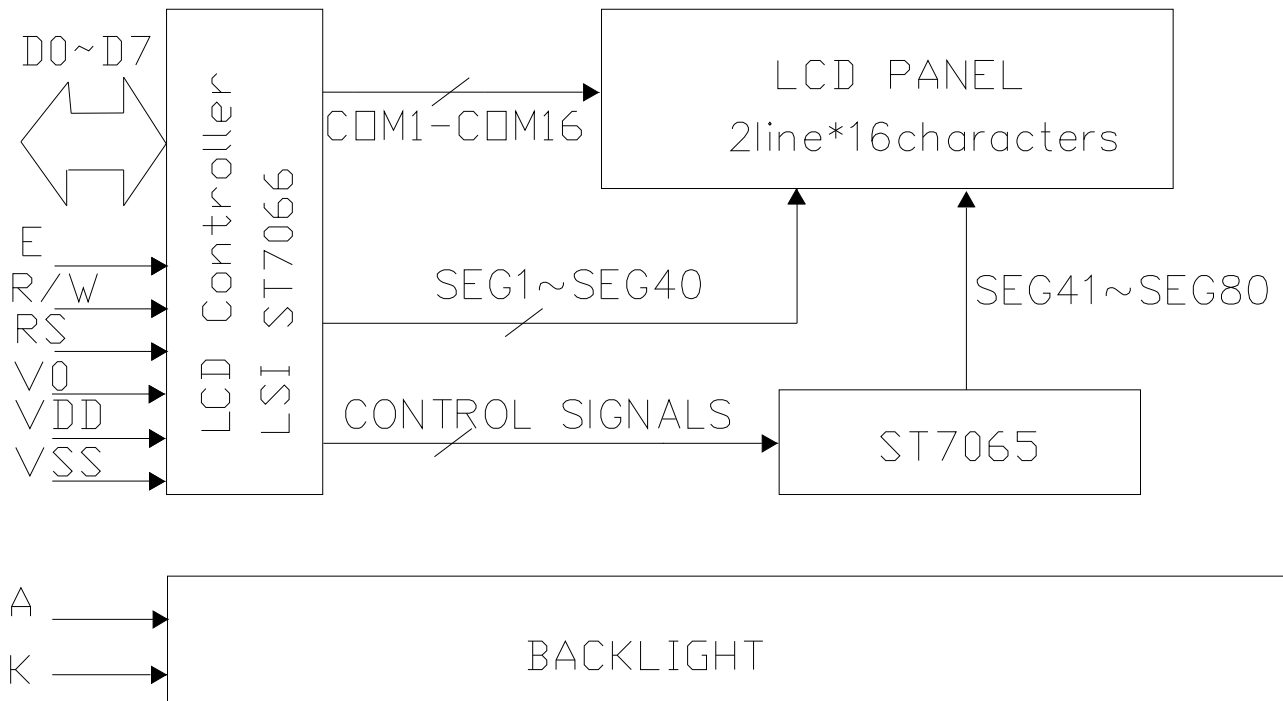 D0~D7
E
R/W
RS
V0
VDD
VSS
LCD Controller
LSI ST7066
COM1-COM16
LCD PANEL
2line*16characters
SEG1~SEG40
SEG41~SEG80
CONTROL SIGNALS
ST7065
A
K
BACKLIGHT